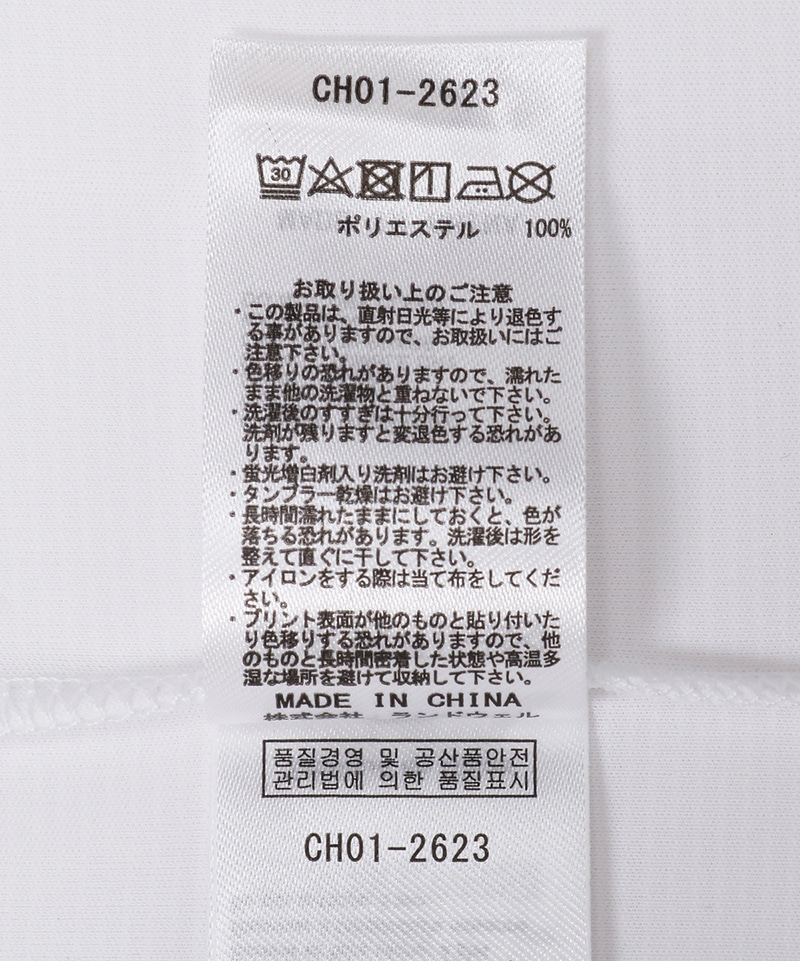 CH01-2623
30
ポリエステル 100%
お取り扱い上のご注意
・この製品は、直射日光等により退色す
る事がありますので、お取扱いにはご
注意下さい。
・色移りの恐れがありますので、濡れた
まま他の洗濯物と重ねないで下さい。
・洗濯後のすすぎは十分行って下さい。
洗剤が残りますと変退色する恐れがあ
ります。
・蛍光増白剤入り洗剤はお避け下さい。
・タンブラー乾燥はお避け下さい。
・長時間濡れたままにしておくと、色が
落ちる恐れがあります。洗濯後は形を
整えて直ぐに干して下さい。
・アイロンをする際は当て布をしてくだ
さい。
・プリント表面が他のものと貼り付いた
り色移りする恐れがありますので、他
のものと長時間密着した状態や高温多
湿な場所を避けて収納して下さい。
MADE IN CHINA
株式会社 ランドウェル
품질경영 및 공산품안전
관리법에 의한 품질표시
CH01-2623